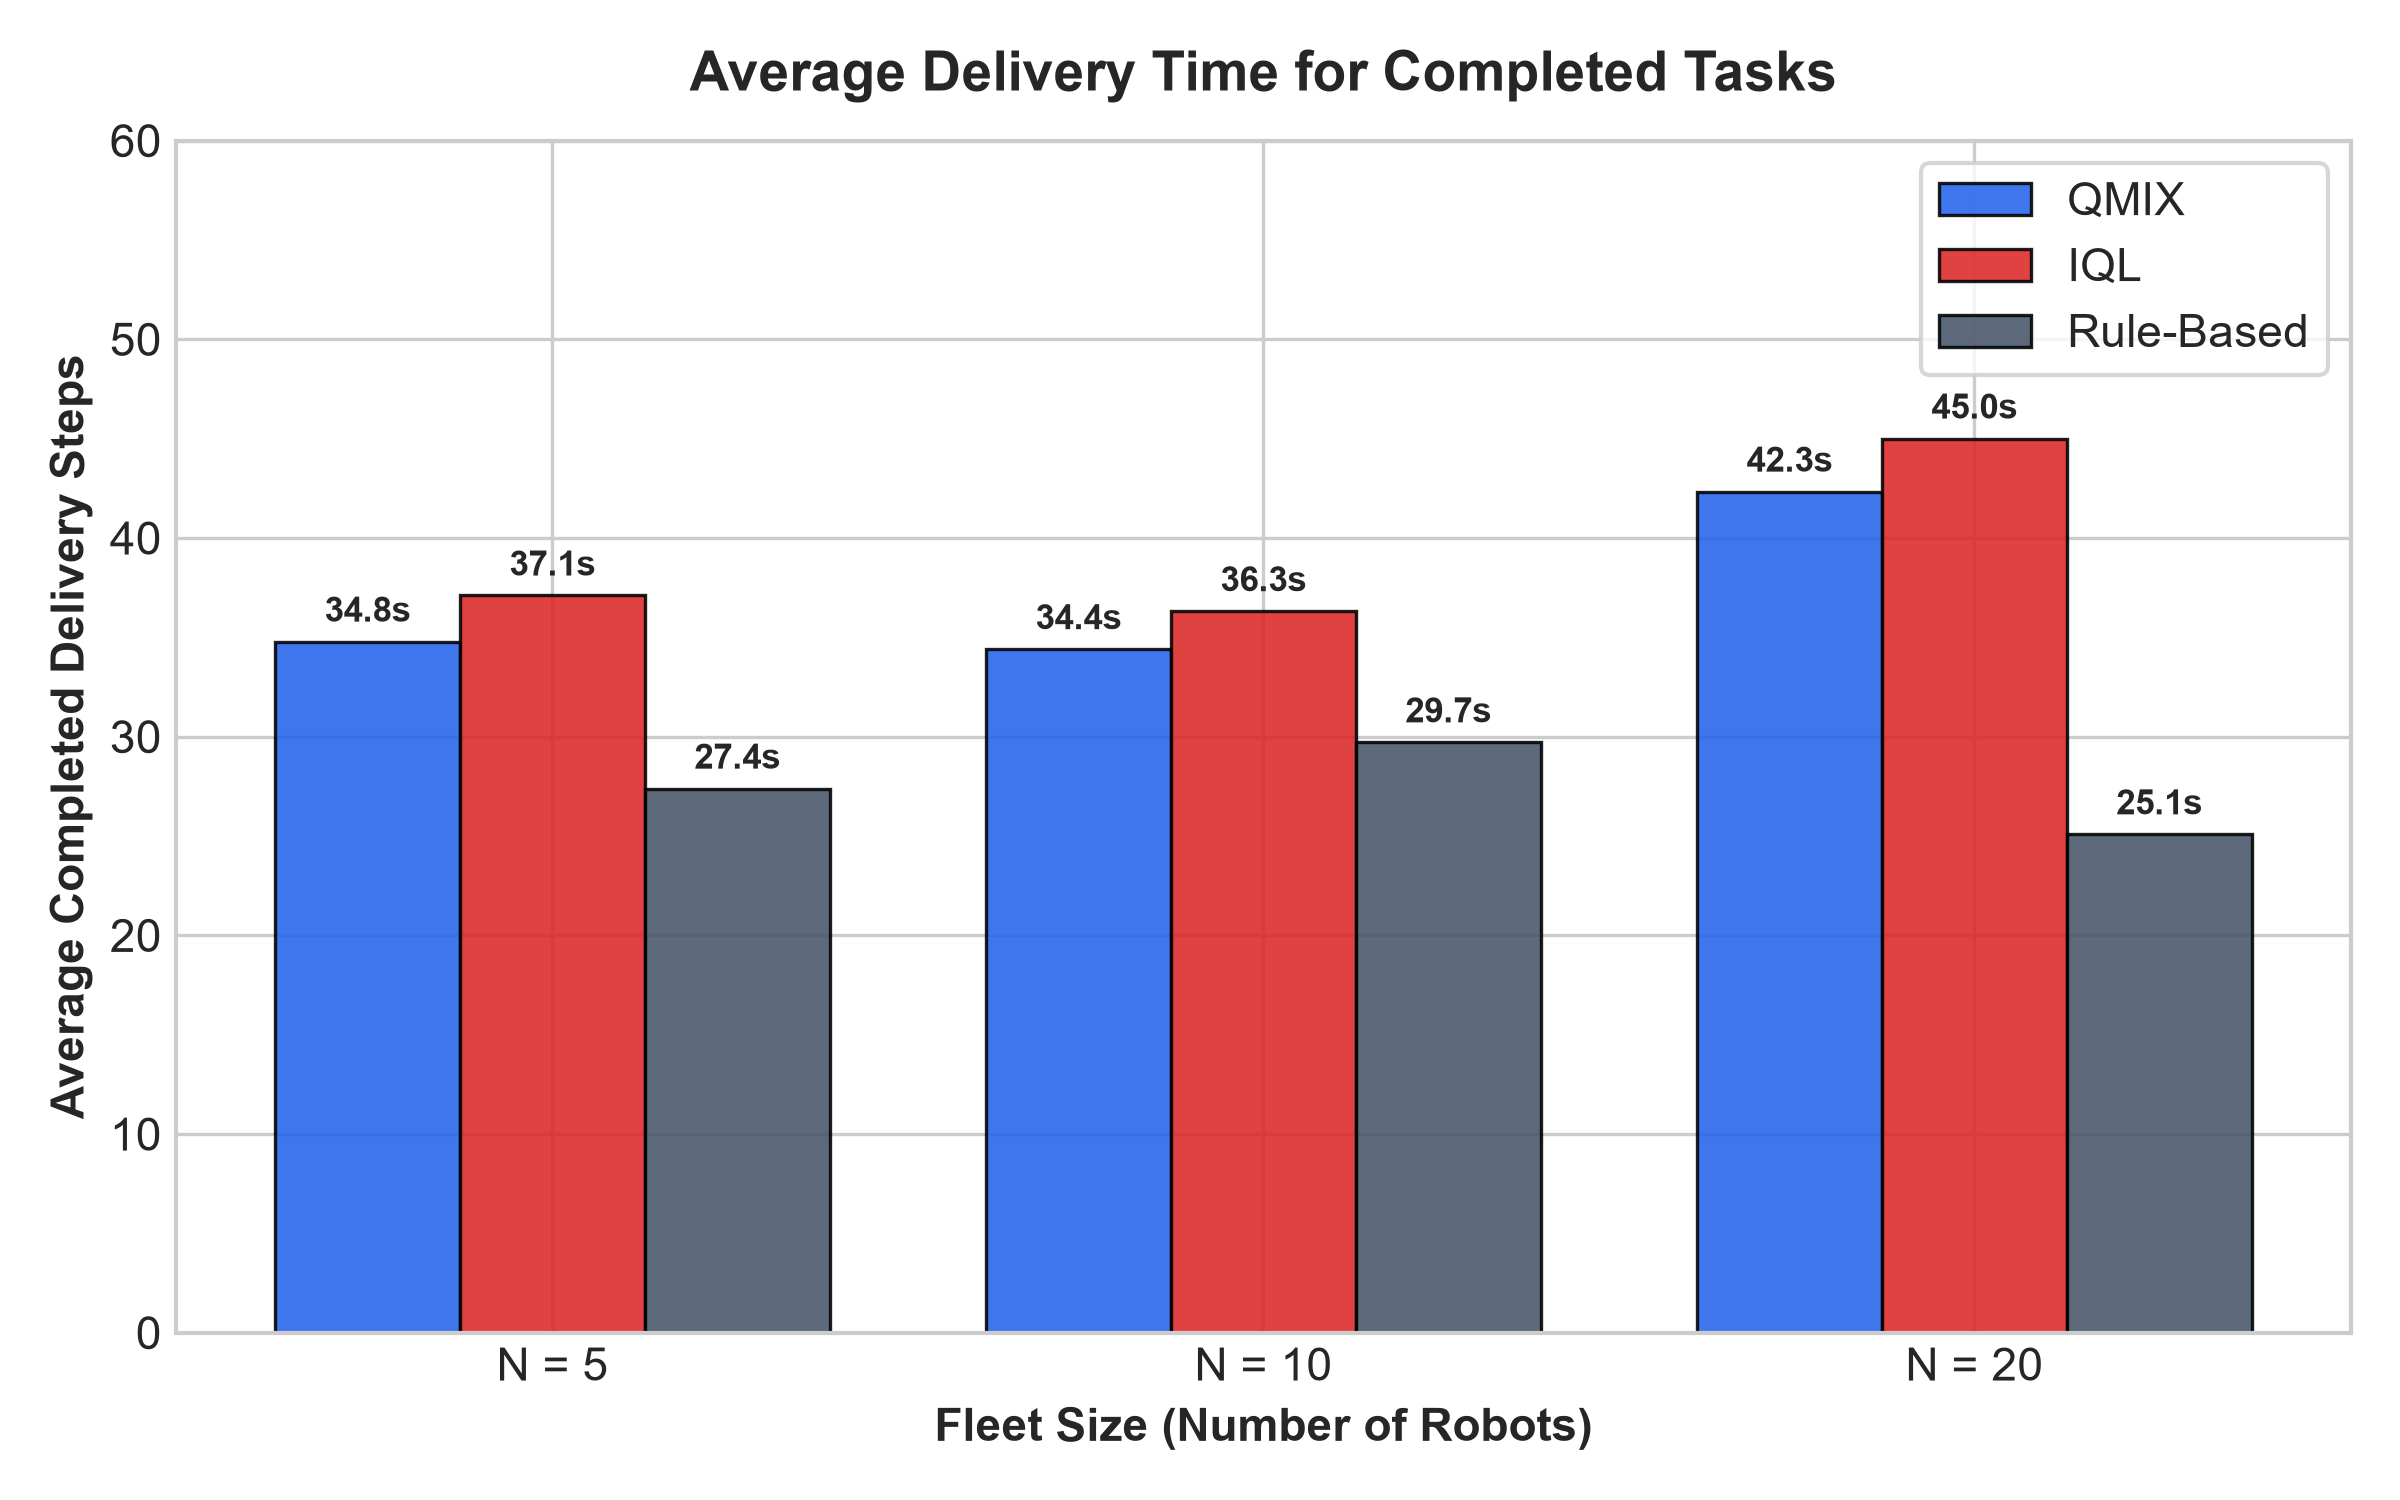 Average Delivery Time for Completed Tasks
60
50
40
30
20
10
0
Average Completed Delivery Steps
QMIX
IQL
Rule-Based
34.8s
37.1s
27.4s
34.4s
36.3s
29.7s
42.3s
45.0s
25.1s
N = 5
N = 10
N = 20
Fleet Size (Number of Robots)